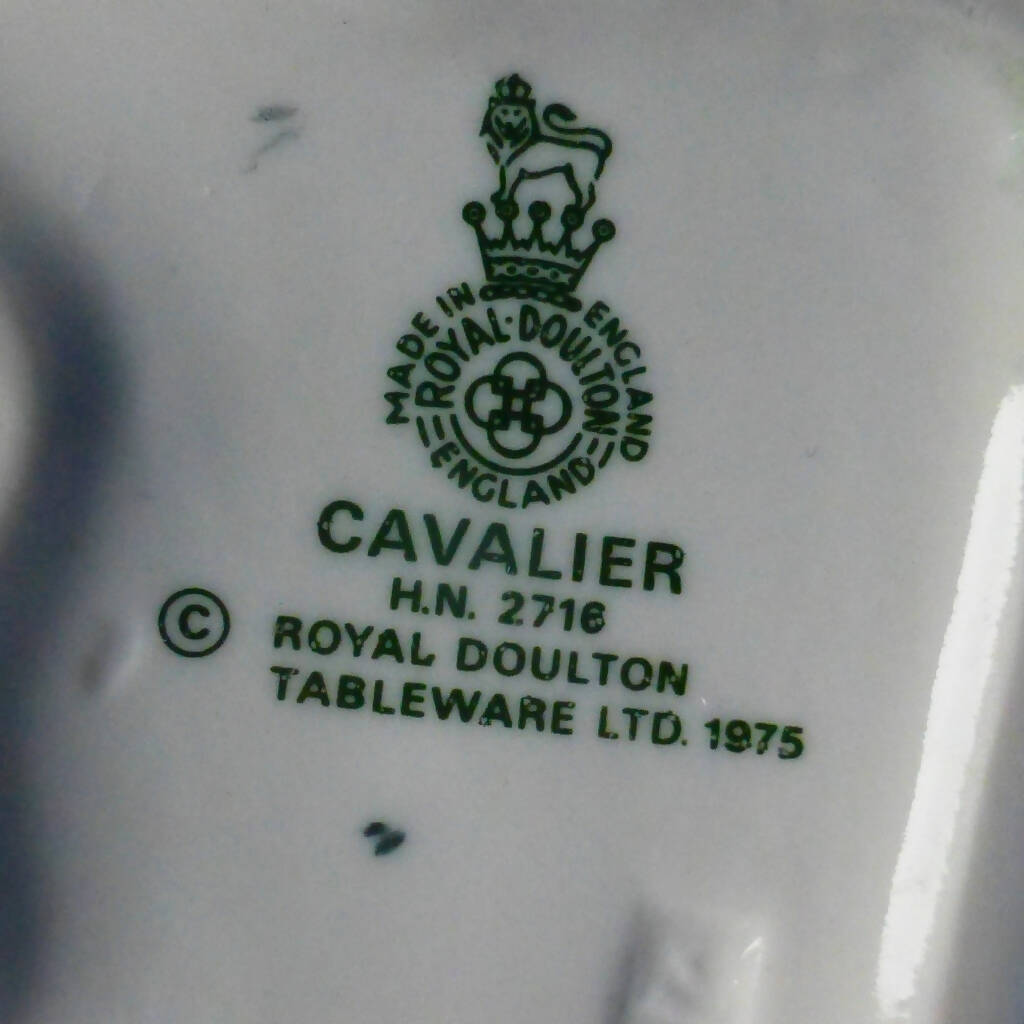 MADE IN ENGLAND
ROYAL·DOULTON
ENGLAND
CAVALIER
H.N. 2716
© ROYAL DOULTON
TABLEWARE LTD. 1975